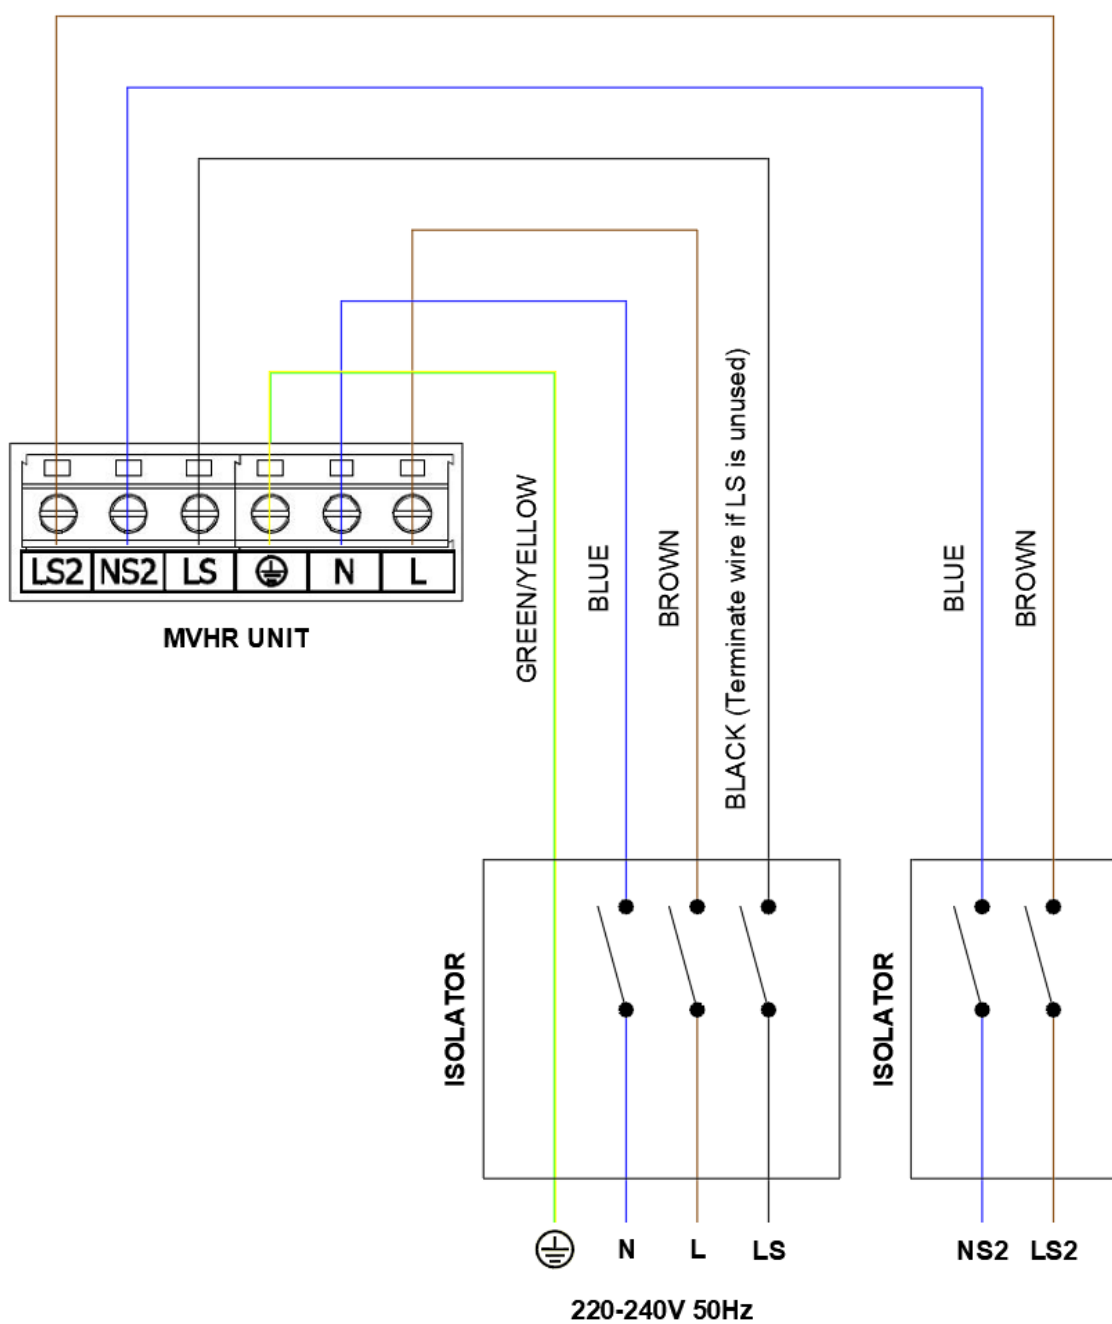 LS2 NS2 LS N L
MVHR UNIT
GREEN/YELLOW
BLUE
BROWN
BLACK (Terminate wire if LS is unused)
BLUE
BROWN
ISOLATOR
ISOLATOR
N L LS
NS2 LS2
220-240V 50Hz